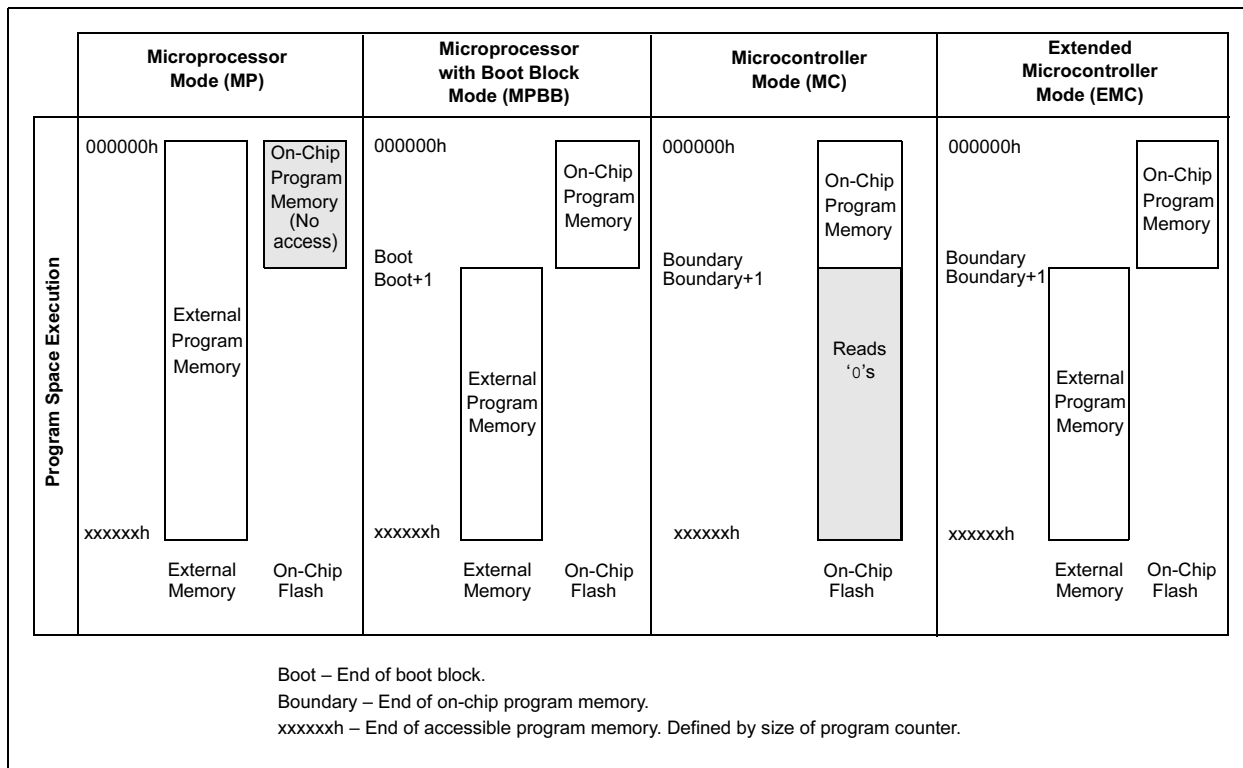 Microprocessor
Mode (MP)
Microprocessor
with Boot Block
Mode (MPBB)
Microcontroller
Mode (MC)
Extended
Microcontroller
Mode (EMC)
Program Space Execution
000000h
External
Program
Memory
On-Chip
Program
Memory
(No
access)
xxxxxxh
External
Memory
On-Chip
Flash
000000h
On-Chip
Program
Memory
Boot
Boot+1
External
Program
Memory
xxxxxxh
External
Memory
On-Chip
Flash
000000h
On-Chip
Program
Memory
Boundary
Boundary+1
Reads
‘0’s
xxxxxxh
On-Chip
Flash
000000h
On-Chip
Program
Memory
Boundary
Boundary+1
External
Program
Memory
xxxxxxh
External
Memory
On-Chip
Flash
Boot – End of boot block.
Boundary – End of on-chip program memory.
xxxxxxh – End of accessible program memory. Defined by size of program counter.